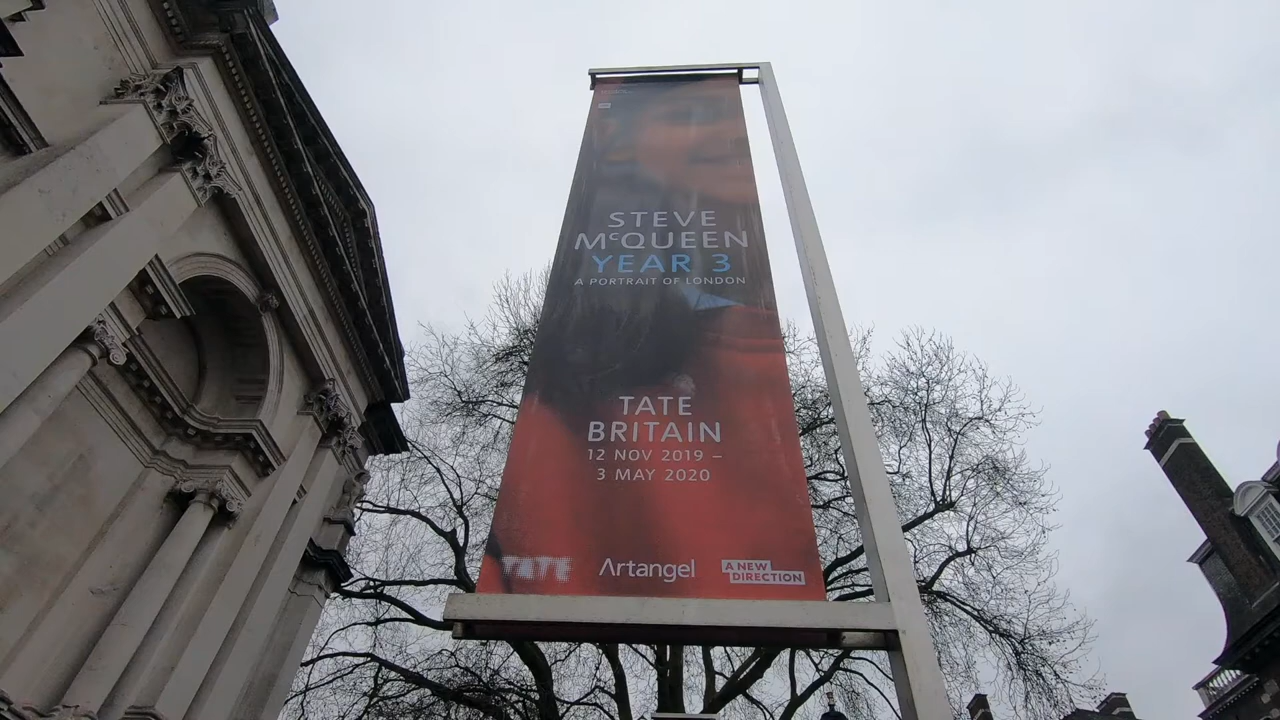 STEVE
McQUEEN
YEAR 3
A PORTRAIT OF LONDON
TATE
BRITAIN
12 NOV 2019 –
3 MAY 2020
TATE
Artangel
A NEW
DIRECTION